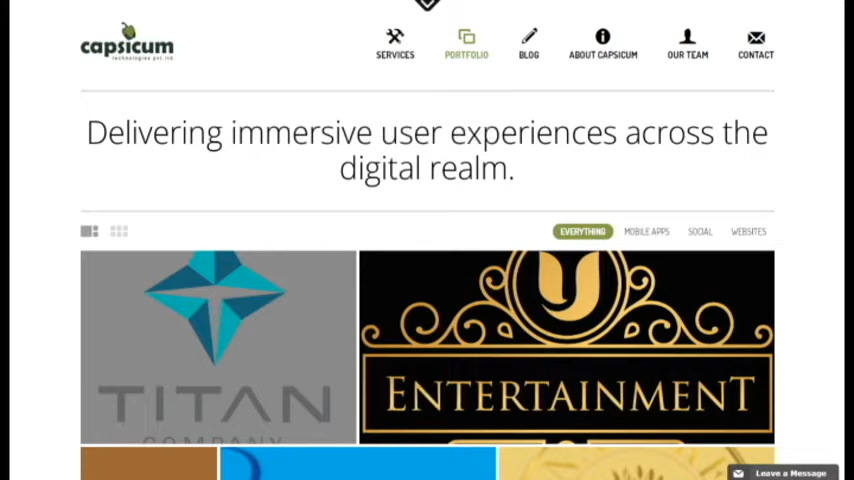 capsicum
technologies pvt. ltd
SERVICES
PORTFOLIO
BLOG
ABOUT CAPSICUM
OUR TEAM
CONTACT
Delivering immersive user experiences across the
digital realm.
EVERYTHING
MOBILE APPS
SOCIAL
WEBSITES
TITAN
COMPANY
ENTERTAINMENT
Leave a Message